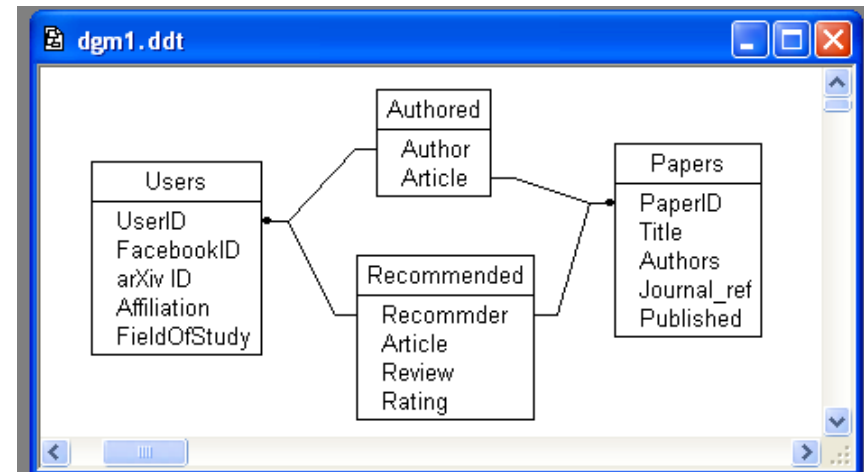 dgm1.ddt
Users
UserID
FacebookID
arXiv ID
Affiliation
FieldOfStudy
Authored
Author
Article
Recommended
Recommder
Article
Review
Rating
Papers
PaperID
Title
Authors
Journal_ref
Published